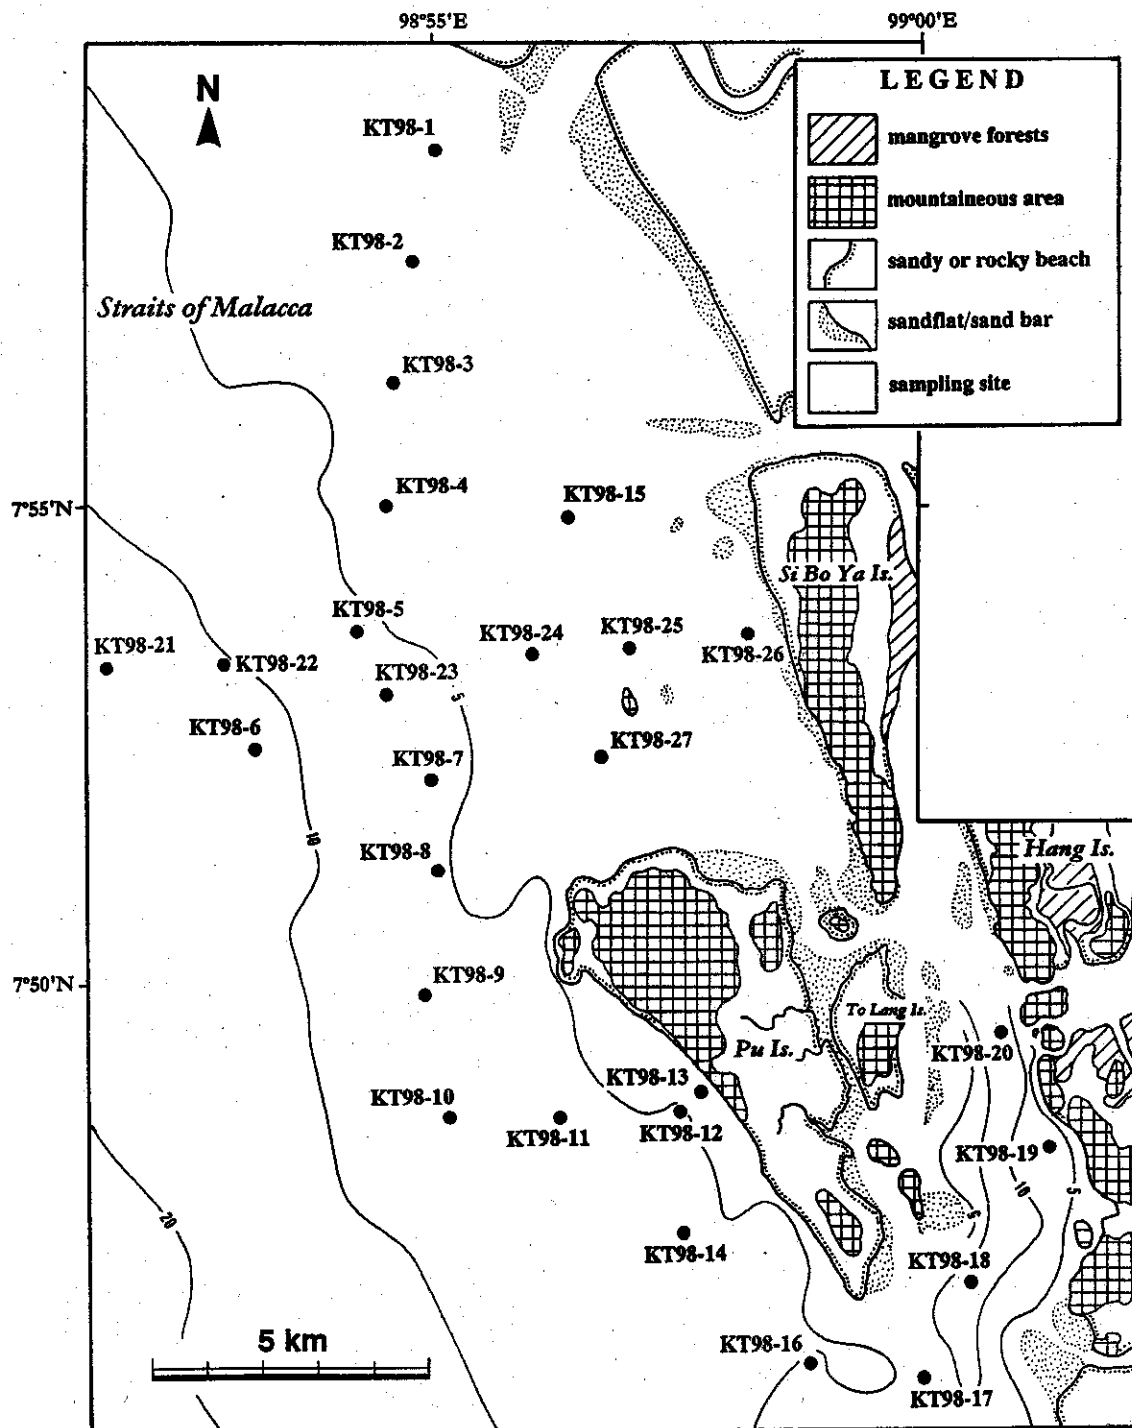 98°55'E
99°00'E
N
LEGEND
mangrove forests
mountaineous area
sandy or rocky beach
sandflat/sand bar
sampling site
KT98-1
KT98-2
Straits of Malacca
KT98-3
KT98-4
KT98-15
7°55'N
Si Bo Ya Is.
KT98-5
KT98-24
KT98-25
KT98-26
KT98-21
KT98-22
KT98-23
5
KT98-6
KT98-27
KT98-7
10
KT98-8
Hang Is.
7°50'N
KT98-9
To Lang Is.
Pu Is.
KT98-20
KT98-13
KT98-10
KT98-11
KT98-12
KT98-19
5
10
5
20
KT98-14
KT98-18
5 km
KT98-16
5
10
KT98-17